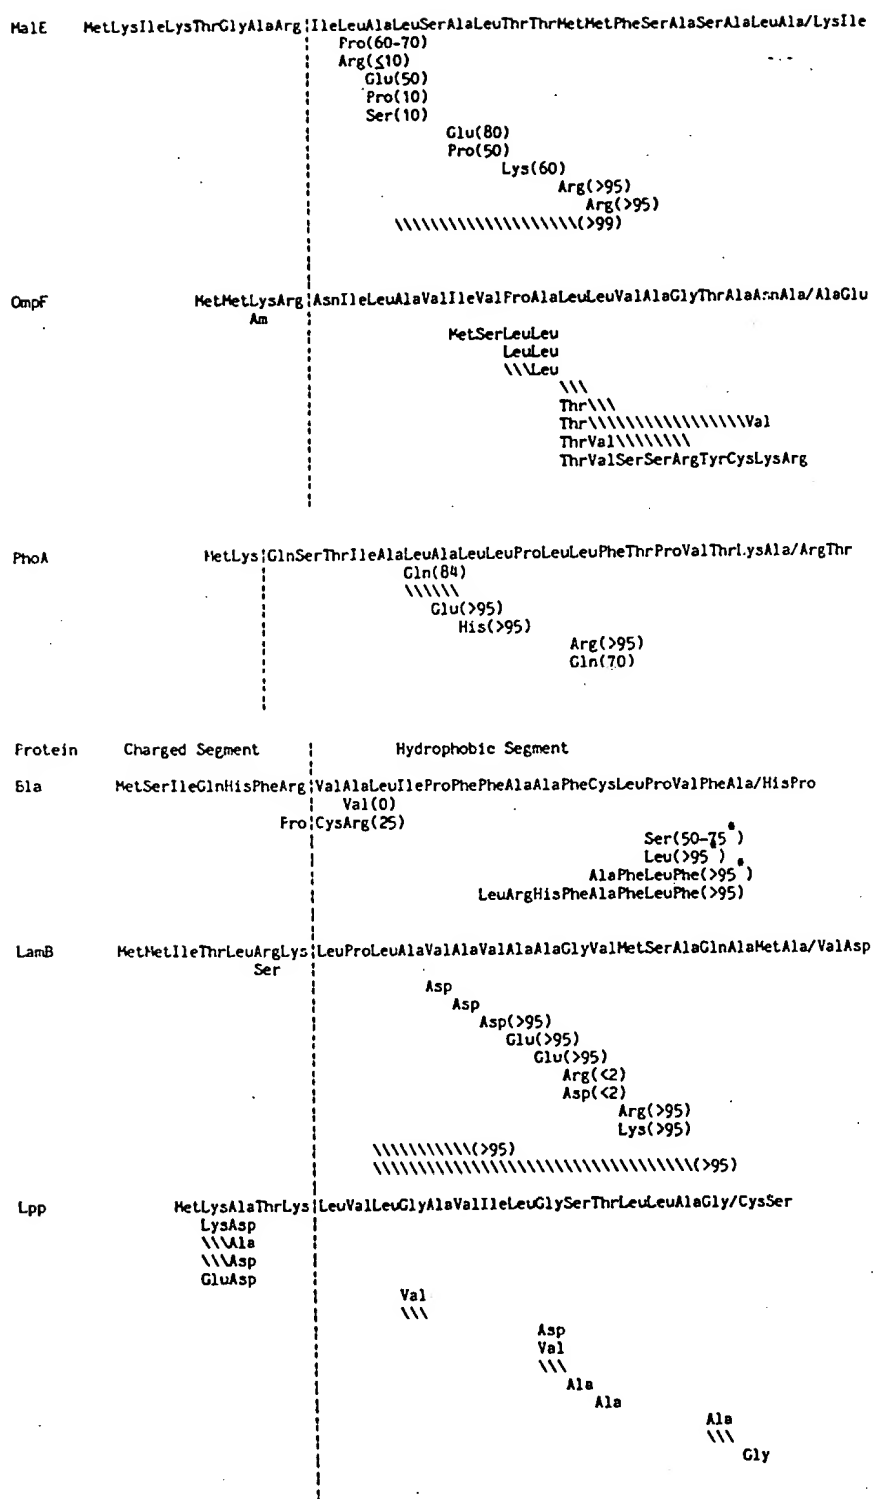 MalE MetLysIleLysThrGlyAlaArg¦IleLeuAlaLeuSerAlaLeuThrThrMetMetPheSerAlaSerAlaLeuAla/LysIle
Pro(60-70)
Arg(≤10)
Glu(50)
Pro(10)
Ser(10)
Glu(80)
Pro(50)
Lys(60)
Arg(>95)
Arg(>95)
\\\\\\\\\\\\\\\\\\\\\(>99)
OmpF MetMetLysArg¦AsnIleLeuAlaValIleValProAlaLeuLeuValAlaGlyThrAlaAsnAla/AlaGlu
Am
MetSerLeuLeu
LeuLeu
\\\Leu
\\\
Thr\\\
Thr\\\\\\\\\\\\\\\\\\Val
ThrVal\\\\\\\\\
ThrValSerSerArgTyrCysLysArg
PhoA MetLys¦GlnSerThrIleAlaLeuAlaLeuLeuProLeuLeuPheThrProValThrLysAla/ArgThr
Gln(84)
\\\\\\
Glu(>95)
His(>95)
Arg(>95)
Gln(70)
Protein Charged Segment ¦ Hydrophobic Segment
Bla MetSerIleGlnHisPheArg¦ValAlaLeuIleProPhePheAlaAlaPheCysLeuProValPheAla/HisPro
Val(0)
Pro¦CysArg(25)
Ser(50-75*)
Leu(>95*)
AlaPheLeuPhe(>95*)
LeuArgHisPheAlaPheLeuPhe(>95)
LamB MetMetIleThrLeuArgLys¦LeuProLeuAlaValAlaValAlaAlaGlyValMetSerAlaGlnAlaMetAla/ValAsp
Ser
Asp
Asp
Asp(>95)
Glu(>95)
Glu(>95)
Arg(<2)
Asp(<2)
Arg(>95)
Lys(>95)
\\\\\\\\\\\\(>95)
\\\\\\\\\\\\\\\\\\\\\\\\\\\\\\\\\\\\(>95)
Lpp MetLysAlaThrLys¦LeuValLeuGlyAlaValIleLeuGlySerThrLeuLeuAlaGly/CysSer
LysAsp
\\\Ala
\\\Asp
GluAsp
Val
\\\
Asp
Val
\\\
Ala
Ala
Ala
\\\
Gly